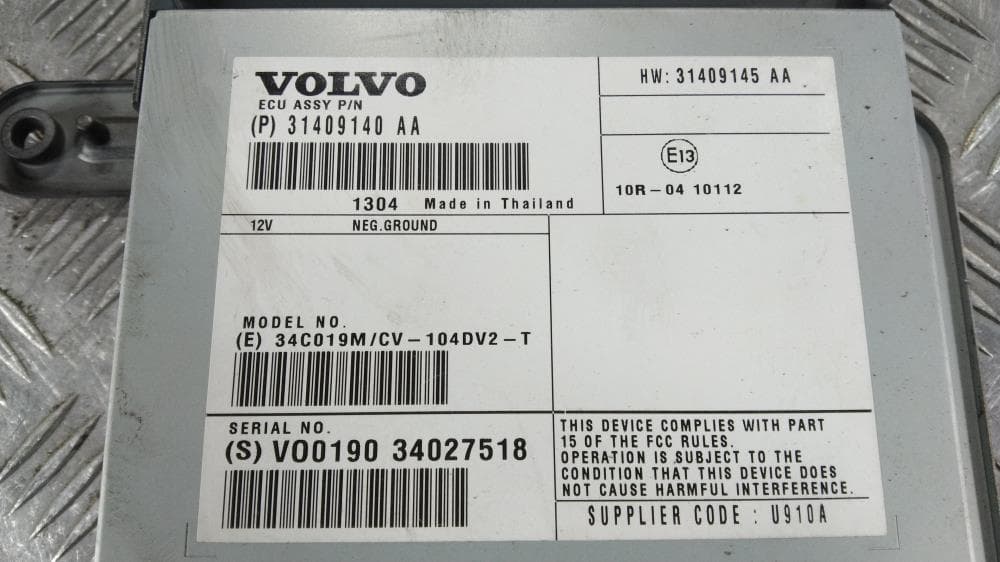 VOLVO
ECU ASSY P/N
(P) 31409140 AA
1304 Made in Thailand
HW: 31409145 AA
E13
10R-04 10112
12V NEG.GROUND
MODEL NO.
(E) 34C019M/CV-104DV2-T
SERIAL NO.
(S) VO0190 34027518
THIS DEVICE COMPLIES WITH PART
15 OF THE FCC RULES.
OPERATION IS SUBJECT TO THE
CONDITION THAT THIS DEVICE DOES
NOT CAUSE HARMFUL INTERFERENCE.
SUPPLIER CODE : U910A